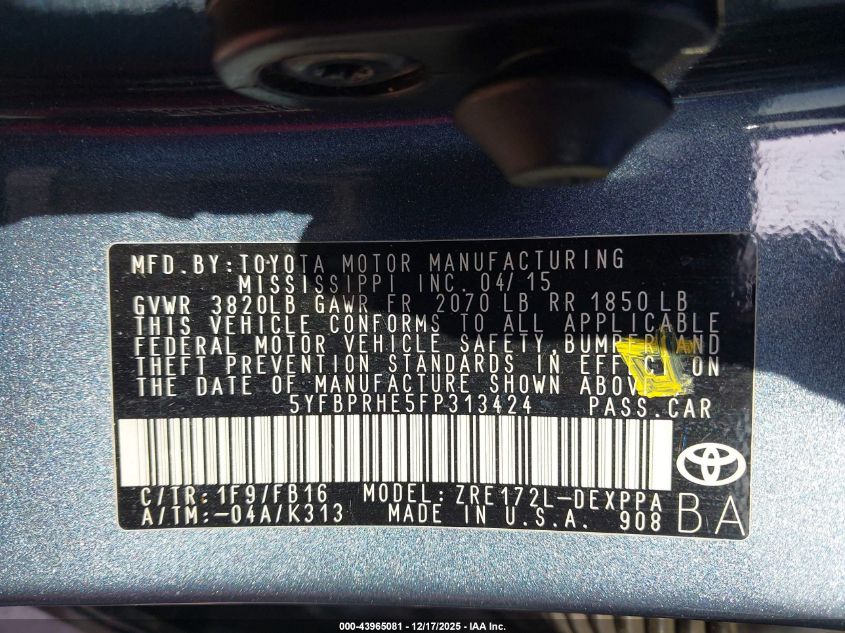 MFD.BY:TOYOTA MOTOR MANUFACTURING
MISSISSIPPI INC. 04/15
GVWR 3820LB GAWR FR 2070 LB RR 1850 LB
THIS VEHICLE CONFORMS TO ALL APPLICABLE
FEDERAL MOTOR VEHICLE SAFETY,BUMPER,AND
THEFT PREVENTION STANDARDS IN EFFECT ON
THE DATE OF MANUFACTURE SHOWN ABOVE.
5YFBPRHE5FP313424 PASS.CAR
C/TR:1F9/FB16 MODEL:ZRE172L-DEXPPA
A/TM:-04A/K313 MADE IN U.S.A. 908 BA
000-43965081 - 12/17/2025 - IAA Inc.